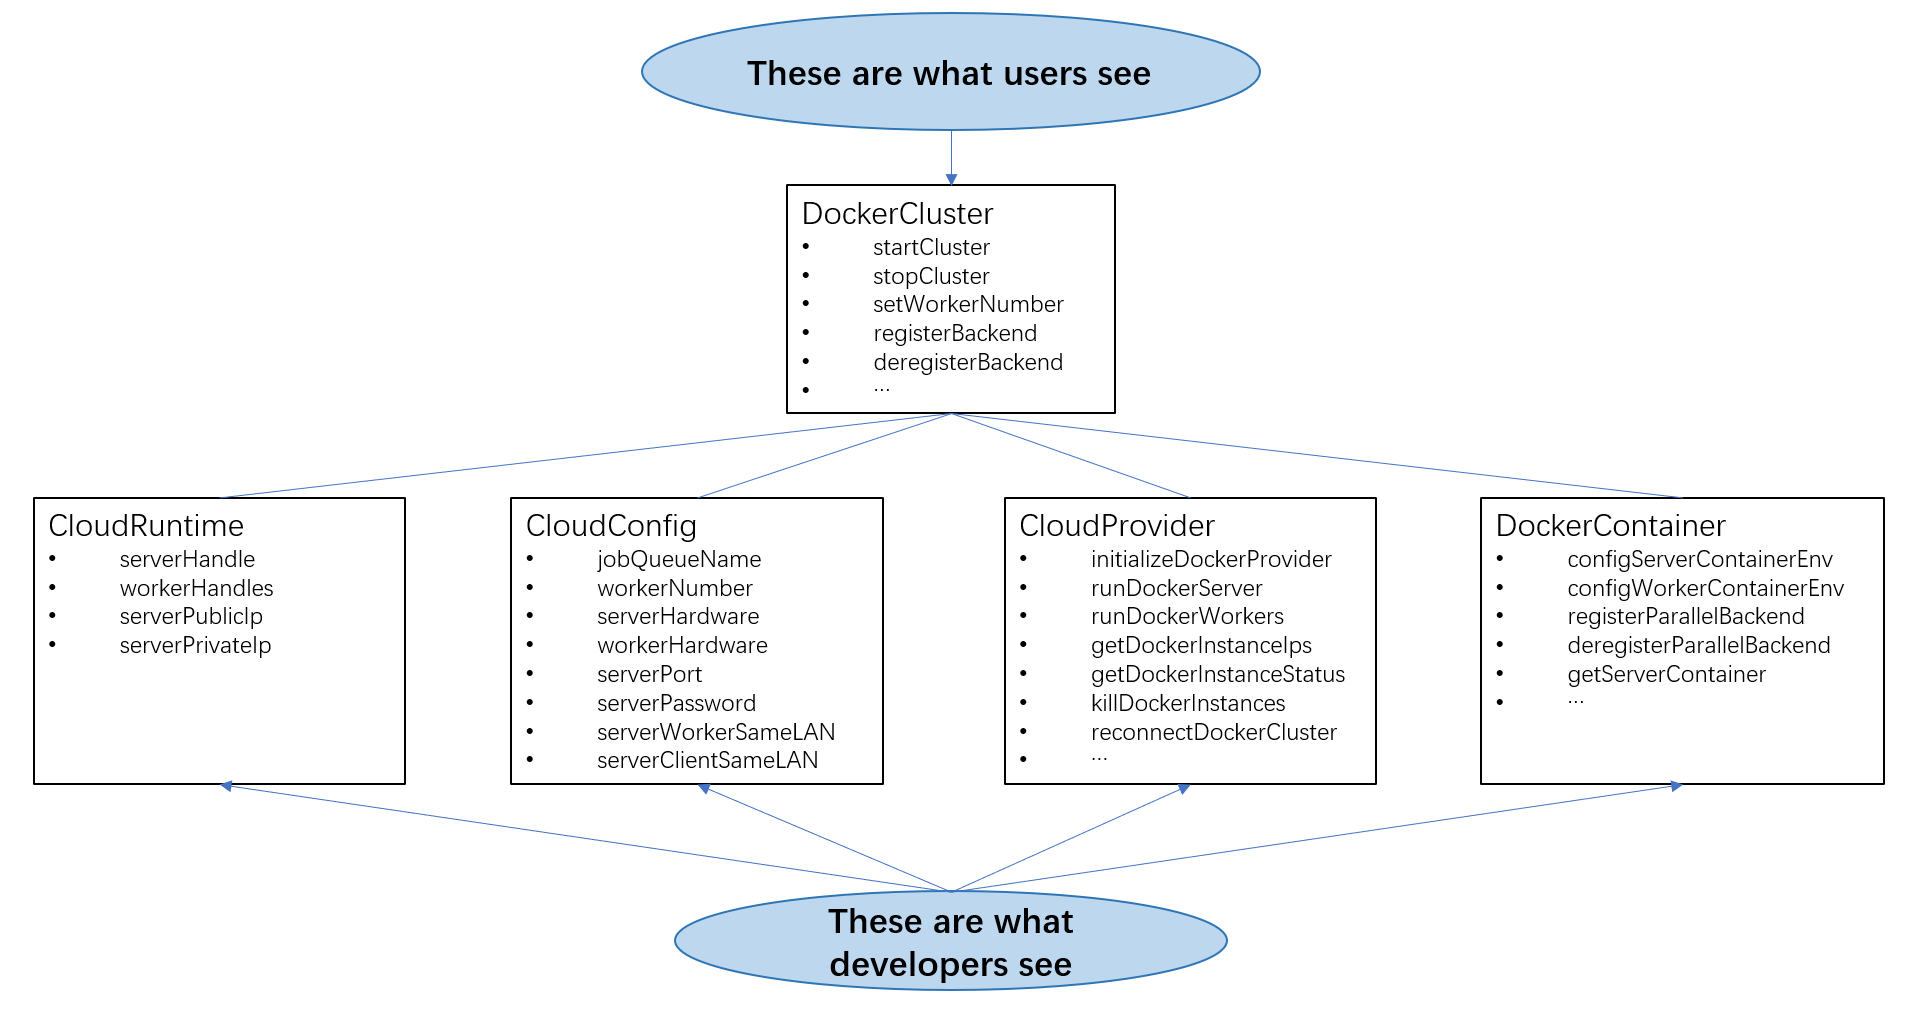 These are what users see
DockerCluster
• startCluster
• stopCluster
• setWorkerNumber
• registerBackend
• deregisterBackend
• ...
CloudRuntime
• serverHandle
• workerHandles
• serverPublicIp
• serverPrivateIp
CloudConfig
• jobQueueName
• workerNumber
• serverHardware
• workerHardware
• serverPort
• serverPassword
• serverWorkerSameLAN
• serverClientSameLAN
CloudProvider
• initializeDockerProvider
• runDockerServer
• runDockerWorkers
• getDockerInstanceIps
• getDockerInstanceStatus
• killDockerInstances
• reconnectDockerCluster
• ...
DockerContainer
• configServerContainerEnv
• configWorkerContainerEnv
• registerParallelBackend
• deregisterParallelBackend
• getServerContainer
• ...
These are what
developers see